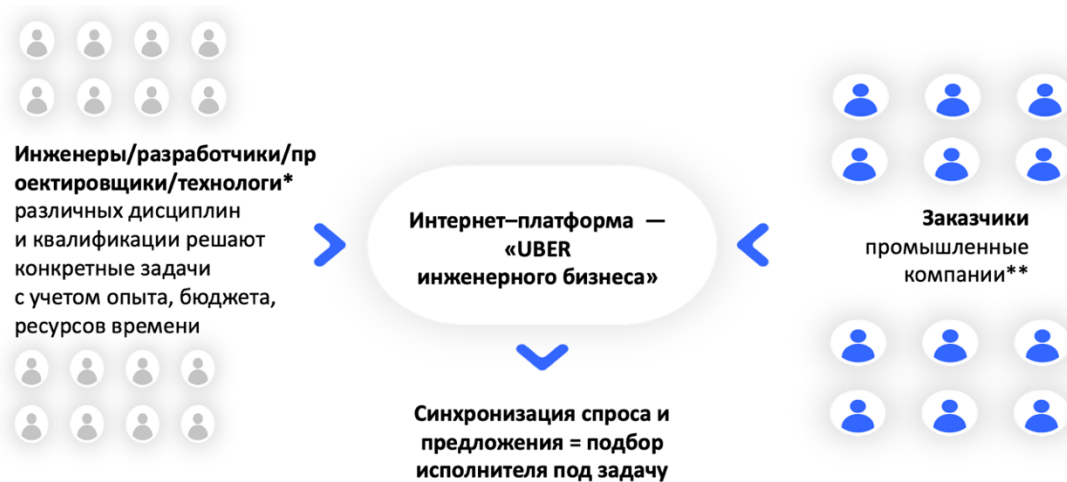 Инженеры/разработчики/пр
оектировщики/технологи*
различных дисциплин
и квалификации решают
конкретные задачи
с учетом опыта, бюджета,
ресурсов времени
Интернет–платформа —
«UBER
инженерного бизнеса»
Синхронизация спроса и
предложения = подбор
исполнителя под задачу
Заказчики
промышленные
компании**